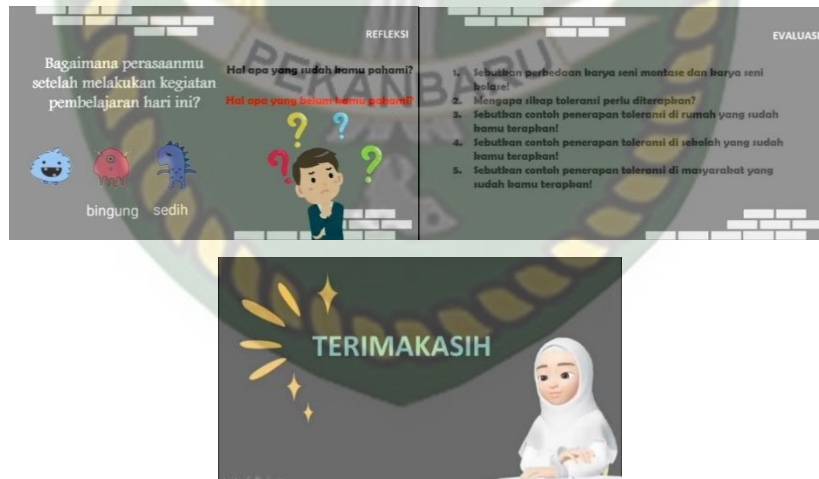 REFLEKSI
Bagaimana perasaanmu
setelah melakukan kegiatan
pembelajaran hari ini?
bingung sedih
Hal apa yang sudah kamu pahami?
Hal apa yang belum kamu pahami?
EVALUASI
1. Sebutkan perbedaan karya seni montase dan karya seni
kolase!
2. Mengapa sikap toleransi perlu diterapkan?
3. Sebutkan contoh penerapan toleransi di rumah yang sudah
kamu terapkan!
4. Sebutkan contoh penerapan toleransi di sekolah yang sudah
kamu terapkan!
5. Sebutkan contoh penerapan toleransi di masyarakat yang
sudah kamu terapkan!
PEKANBARU
TERIMAKASIH